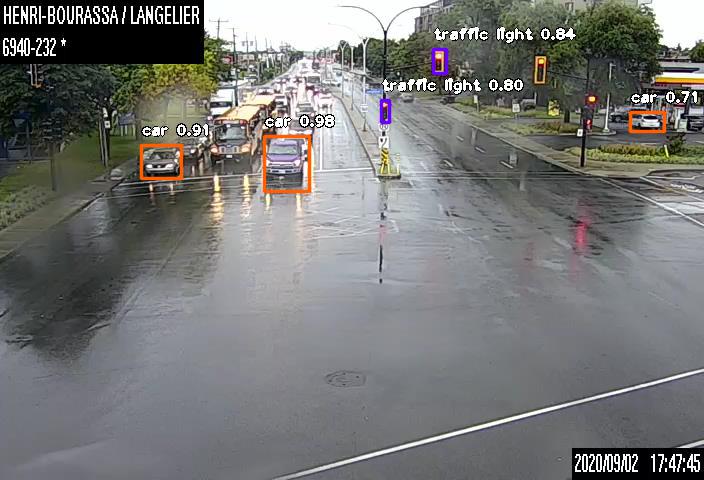 HENRI-BOURASSA / LANGELIER
6940-232 *
traffic light 0.84
traffic light 0.80
car 0.71
car 0.91
car 0.98
2020/09/02 17:47:45